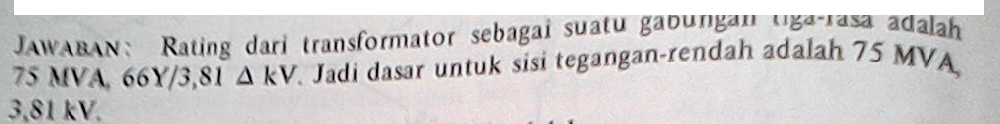 JAWABAN: Rating dari transformator sebagai suatu gabungan tiga-fasa adalah
75 MVA, 66Y/3,81 Δ kV. Jadi dasar untuk sisi tegangan-rendah adalah 75 MVA,
3,81 kV.